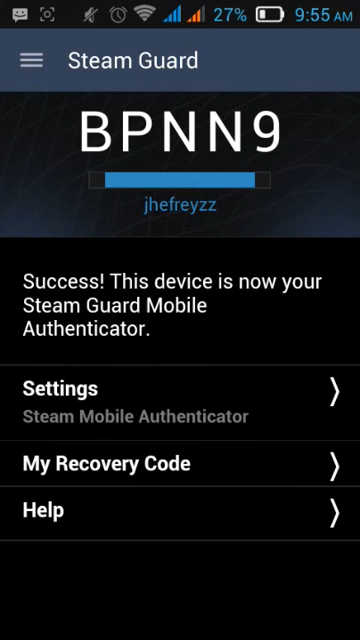 27% 9:55 AM
Steam Guard
BPNN9
jhefreyzz
Success! This device is now your
Steam Guard Mobile
Authenticator.
Settings
Steam Mobile Authenticator
My Recovery Code
Help